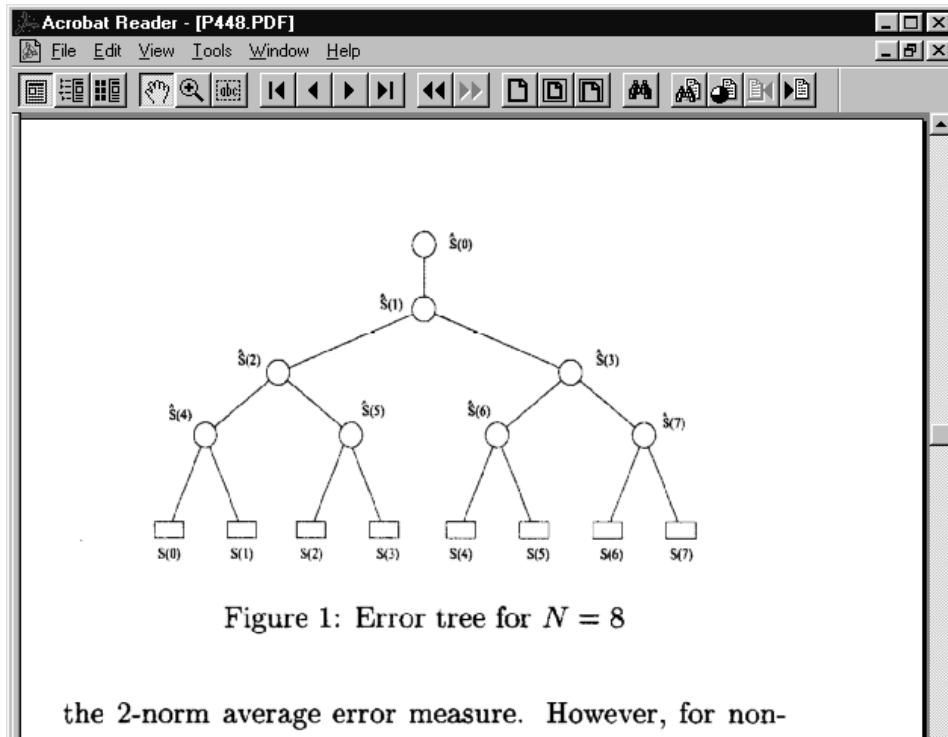 Acrobat Reader - [P448.PDF]
File Edit View Tools Window Help
abc
Ŝ(0)
Ŝ(1)
Ŝ(2) Ŝ(3)
Ŝ(4) Ŝ(5) Ŝ(6) Ŝ(7)
S(0) S(1) S(2) S(3) S(4) S(5) S(6) S(7)
Figure 1: Error tree for N = 8
the 2-norm average error measure. However, for non-